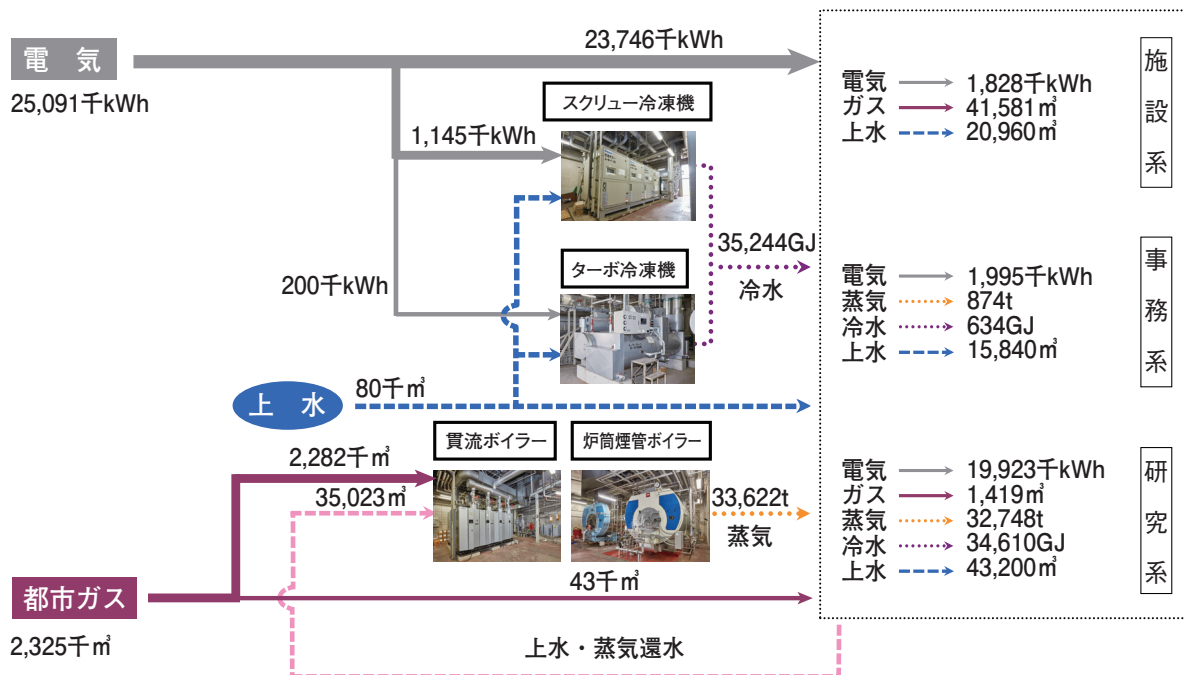 電気
25,091千kWh
23,746千kWh
スクリュー冷凍機
1,145千kWh
200千kWh
ターボ冷凍機
35,244GJ
冷水
上水
80千㎥
貫流ボイラー
炉筒煙管ボイラー
2,282千㎥
35,023㎥
33,622t
蒸気
43千㎥
都市ガス
2,325千㎥
上水・蒸気還水
電気 1,828千kWh
ガス 41,581㎥
上水 20,960㎥
施設系
電気 1,995千kWh
蒸気 874t
冷水 634GJ
上水 15,840㎥
事務系
電気 19,923千kWh
ガス 1,419㎥
蒸気 32,748t
冷水 34,610GJ
上水 43,200㎥
研究系